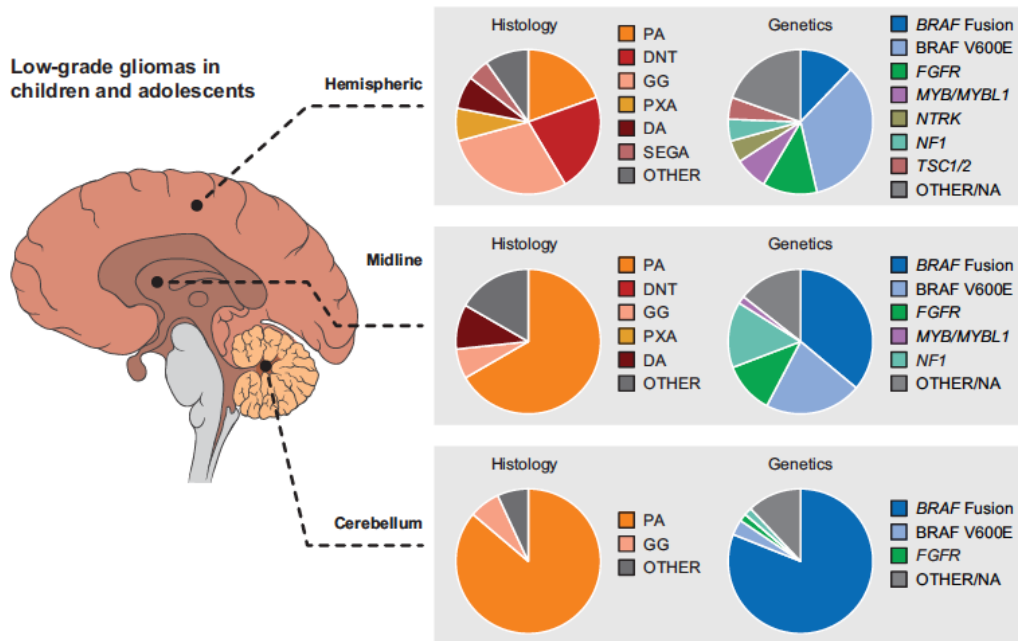 Low-grade gliomas in
children and adolescents
Hemispheric
Histology
PA
DNT
GG
PXA
DA
SEGA
OTHER
Genetics
BRAF Fusion
BRAF V600E
FGFR
MYB/MYBL1
NTRK
NF1
TSC1/2
OTHER/NA
Midline
Histology
PA
DNT
GG
PXA
DA
OTHER
Genetics
BRAF Fusion
BRAF V600E
FGFR
MYB/MYBL1
NF1
OTHER/NA
Cerebellum
Histology
PA
GG
OTHER
Genetics
BRAF Fusion
BRAF V600E
FGFR
OTHER/NA